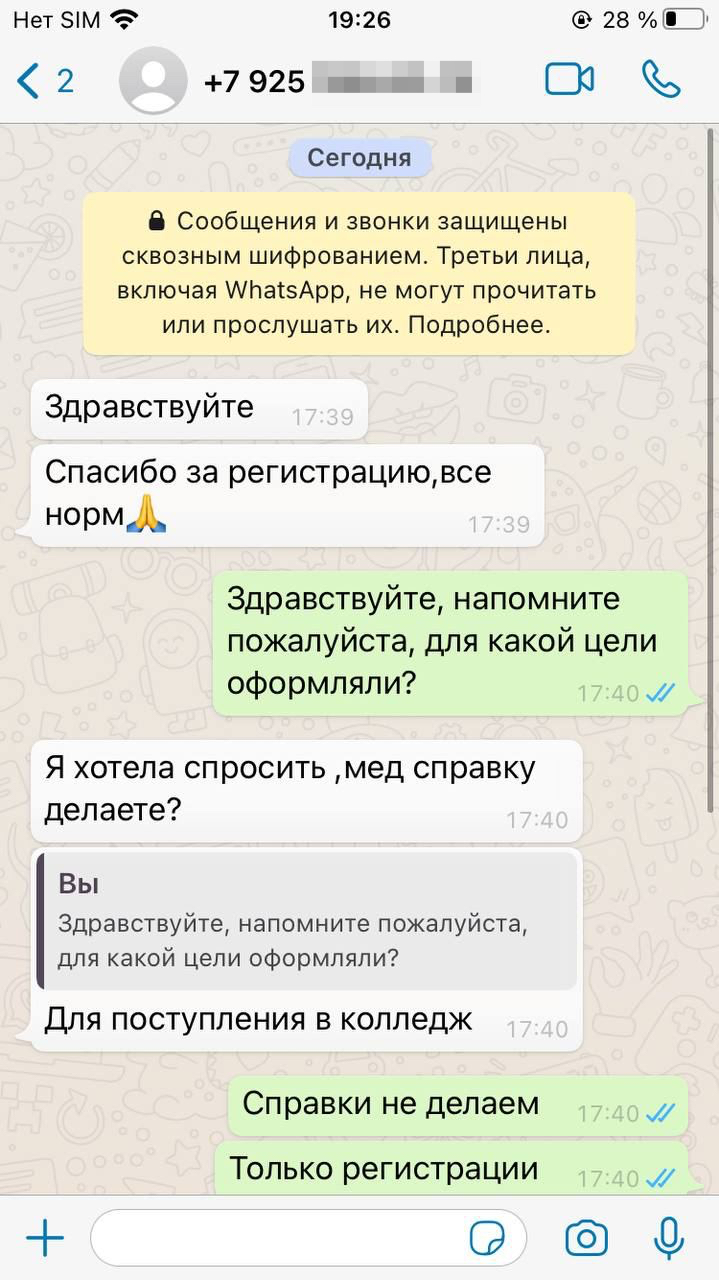 Нет SIM 19:26 28 %
2 +7 925
Сегодня
Сообщения и звонки защищены
сквозным шифрованием. Третьи лица,
включая WhatsApp, не могут прочитать
или прослушать их. Подробнее.
Здравствуйте 17:39
Спасибо за регистрацию,все
норм🙏 17:39
Здравствуйте, напомните
пожалуйста, для какой цели
оформляли? 17:40
Я хотела спросить ,мед справку
делаете? 17:40
Вы
Здравствуйте, напомните пожалуйста,
для какой цели оформляли?
Для поступления в колледж 17:40
Справки не делаем 17:40
Только регистрации 17:40